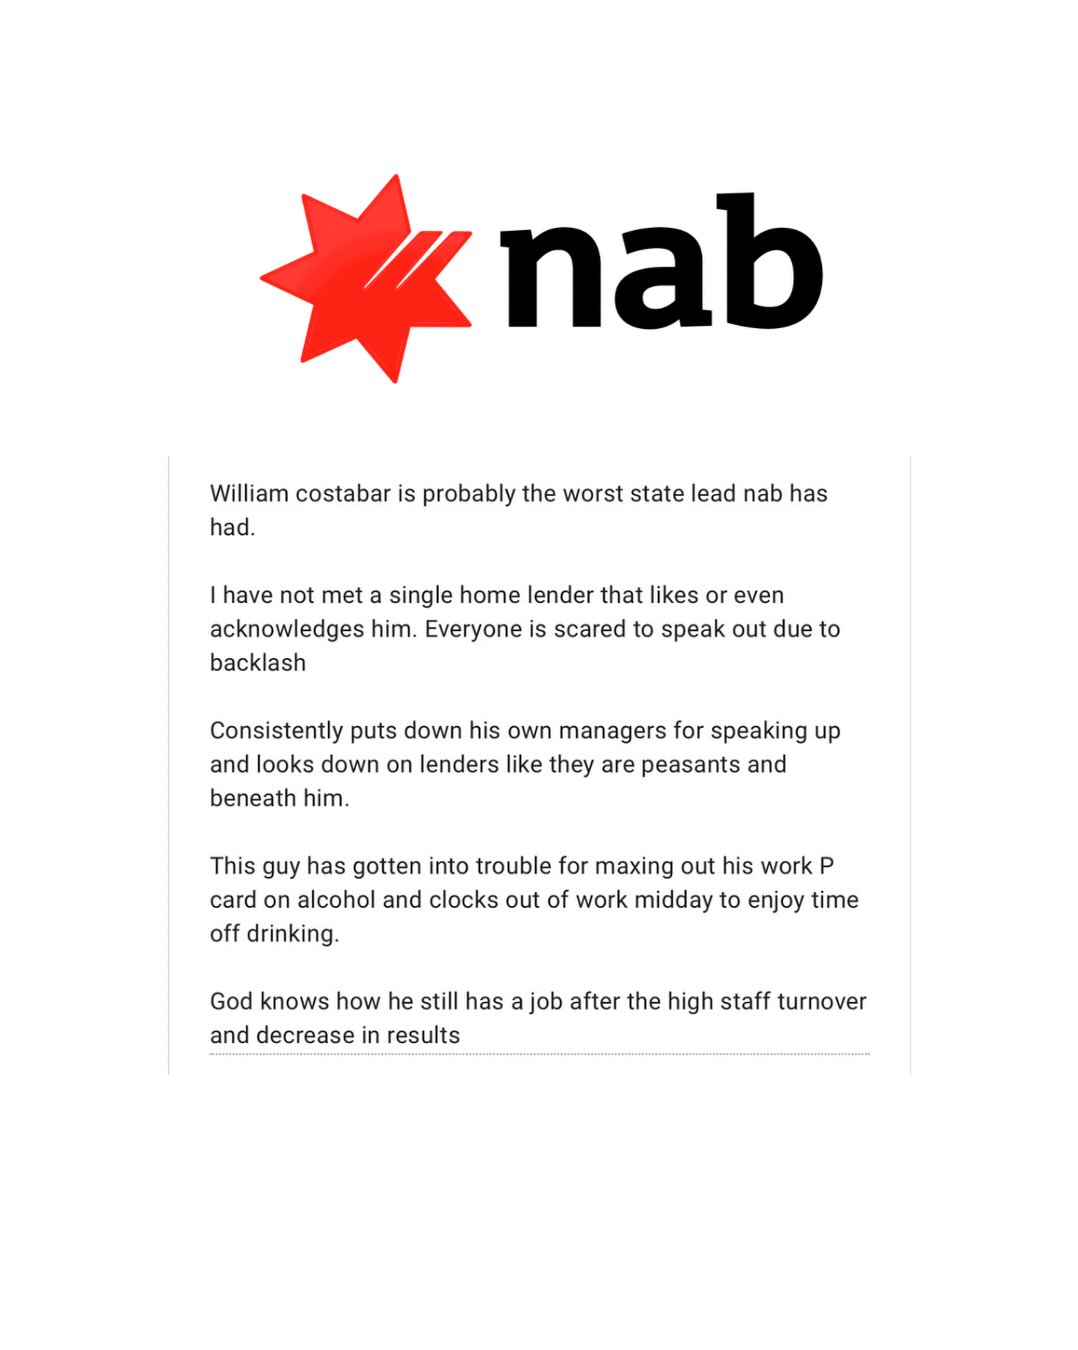 nab
William costabar is probably the worst state lead nab has
had.
I have not met a single home lender that likes or even
acknowledges him. Everyone is scared to speak out due to
backlash
Consistently puts down his own managers for speaking up
and looks down on lenders like they are peasants and
beneath him.
This guy has gotten into trouble for maxing out his work P
card on alcohol and clocks out of work midday to enjoy time
off drinking.
God knows how he still has a job after the high staff turnover
and decrease in results